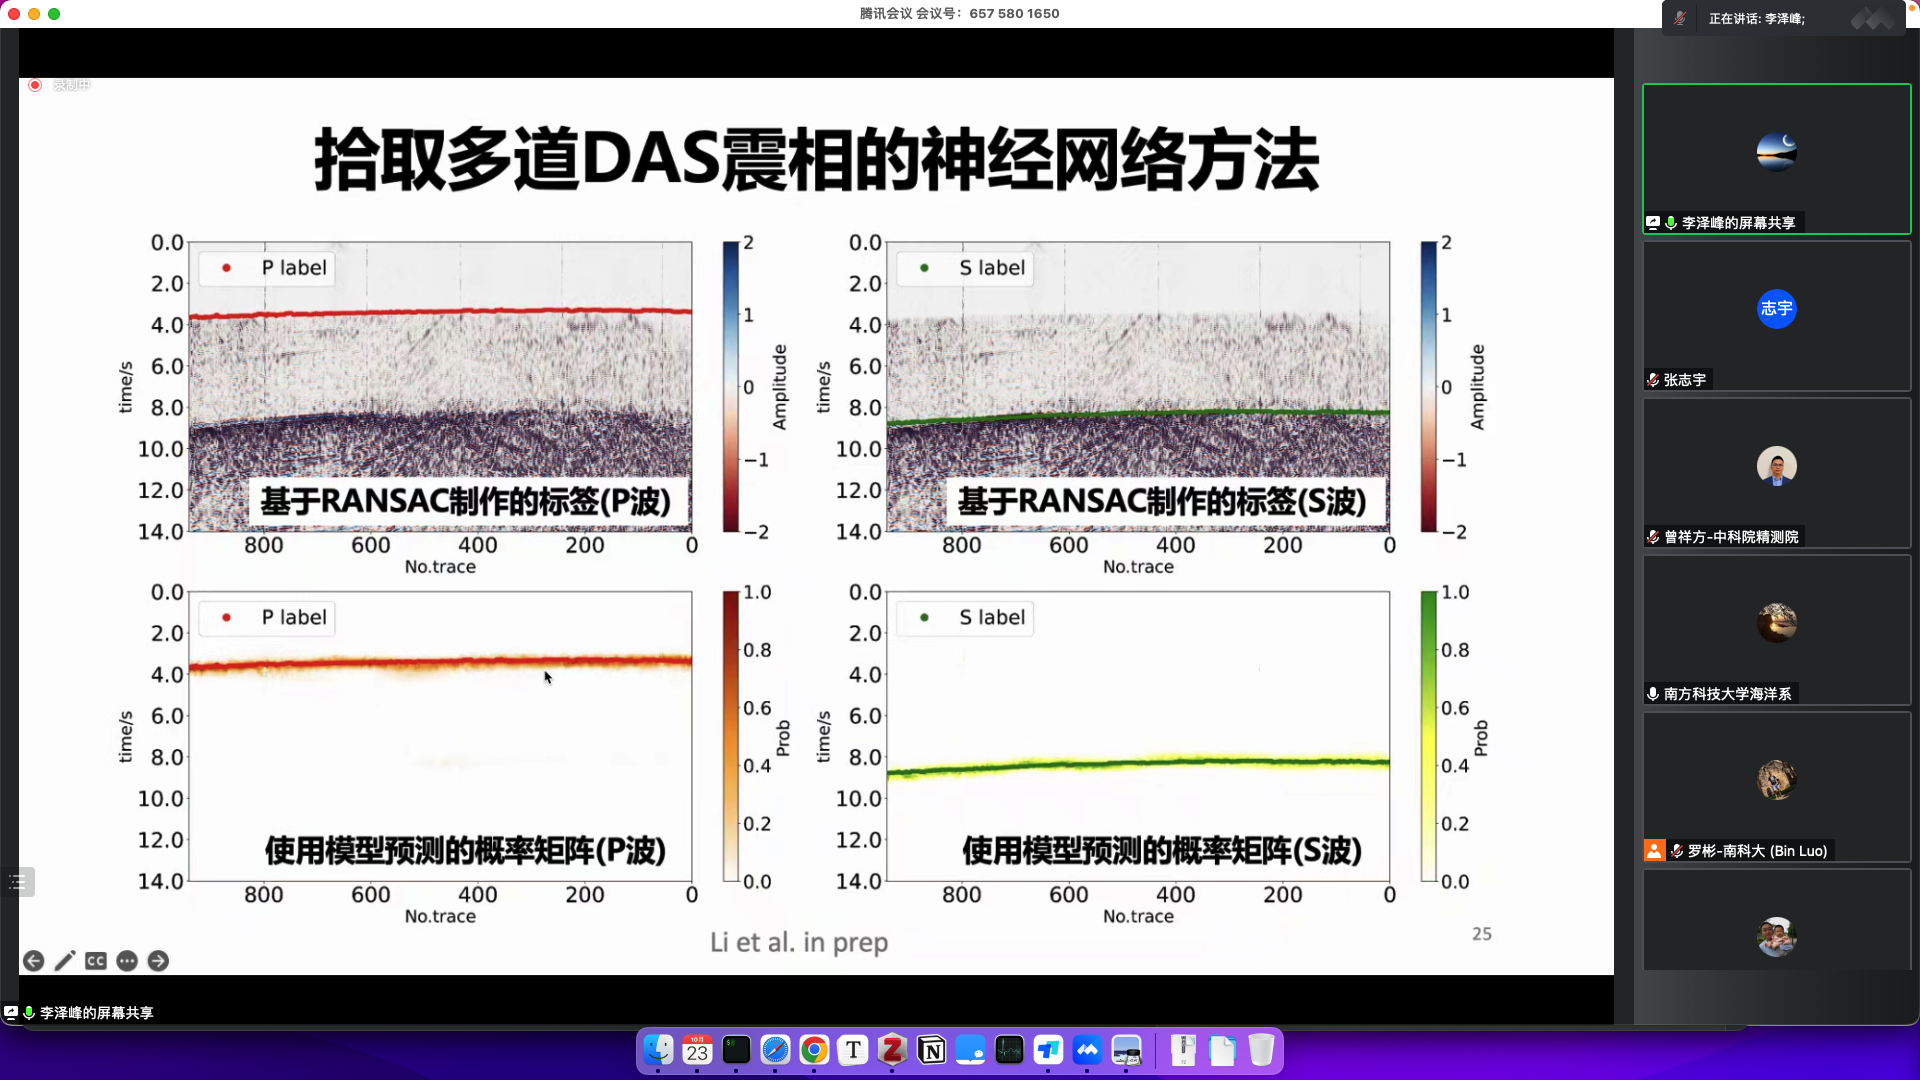 腾讯会议 会议号：657 580 1650
正在讲话: 李泽峰;
录制中
拾取多道DAS震相的神经网络方法
P label
0.0
2.0
4.0
6.0
8.0
10.0
12.0
14.0
time/s
800 600 400 200 0
No.trace
2
1
0
−1
−2
Amplitude
基于RANSAC制作的标签(P波)
S label
0.0
2.0
4.0
6.0
8.0
10.0
12.0
14.0
time/s
800 600 400 200 0
No.trace
2
1
0
−1
−2
Amplitude
基于RANSAC制作的标签(S波)
P label
0.0
2.0
4.0
6.0
8.0
10.0
12.0
14.0
time/s
800 600 400 200 0
No.trace
1.0
0.8
0.6
0.4
0.2
0.0
Prob
使用模型预测的概率矩阵(P波)
S label
0.0
2.0
4.0
6.0
8.0
10.0
12.0
14.0
time/s
800 600 400 200 0
No.trace
1.0
0.8
0.6
0.4
0.2
0.0
Prob
使用模型预测的概率矩阵(S波)
Li et al. in prep
25
CC
李泽峰的屏幕共享
李泽峰的屏幕共享
志宇
张志宇
曾祥方-中科院精测院
南方科技大学海洋系
罗彬-南科大 (Bin Luo)
10月
23
T
Z
N